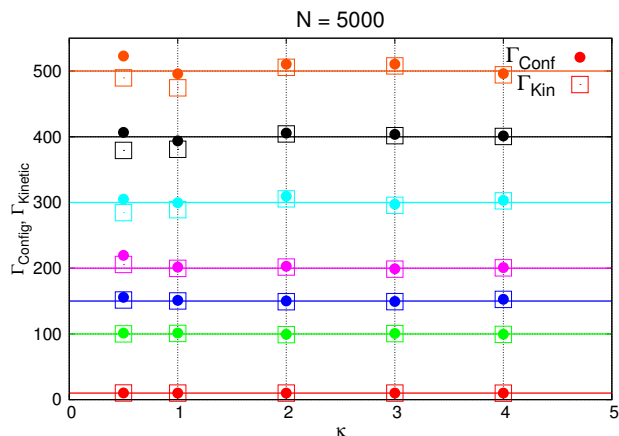 N = 5000
Γ_Conf
Γ_Kin
500
400
300
200
100
0
Γ_Config, Γ_Kinetic
0 1 2 3 4 5
κ